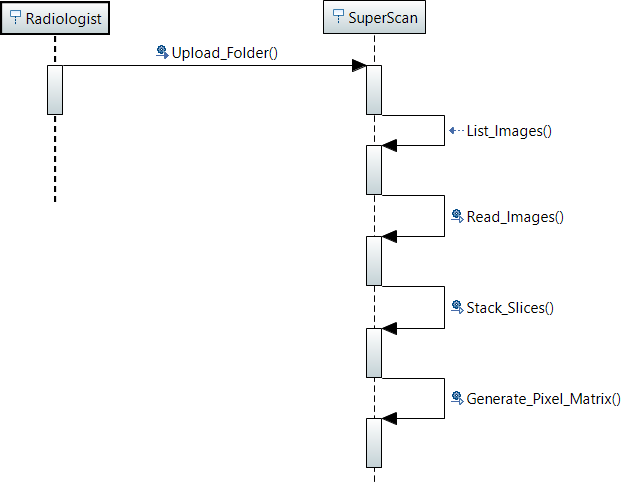 Radiologist
SuperScan
Upload_Folder()
List_Images()
Read_Images()
Stack_Slices()
Generate_Pixel_Matrix()